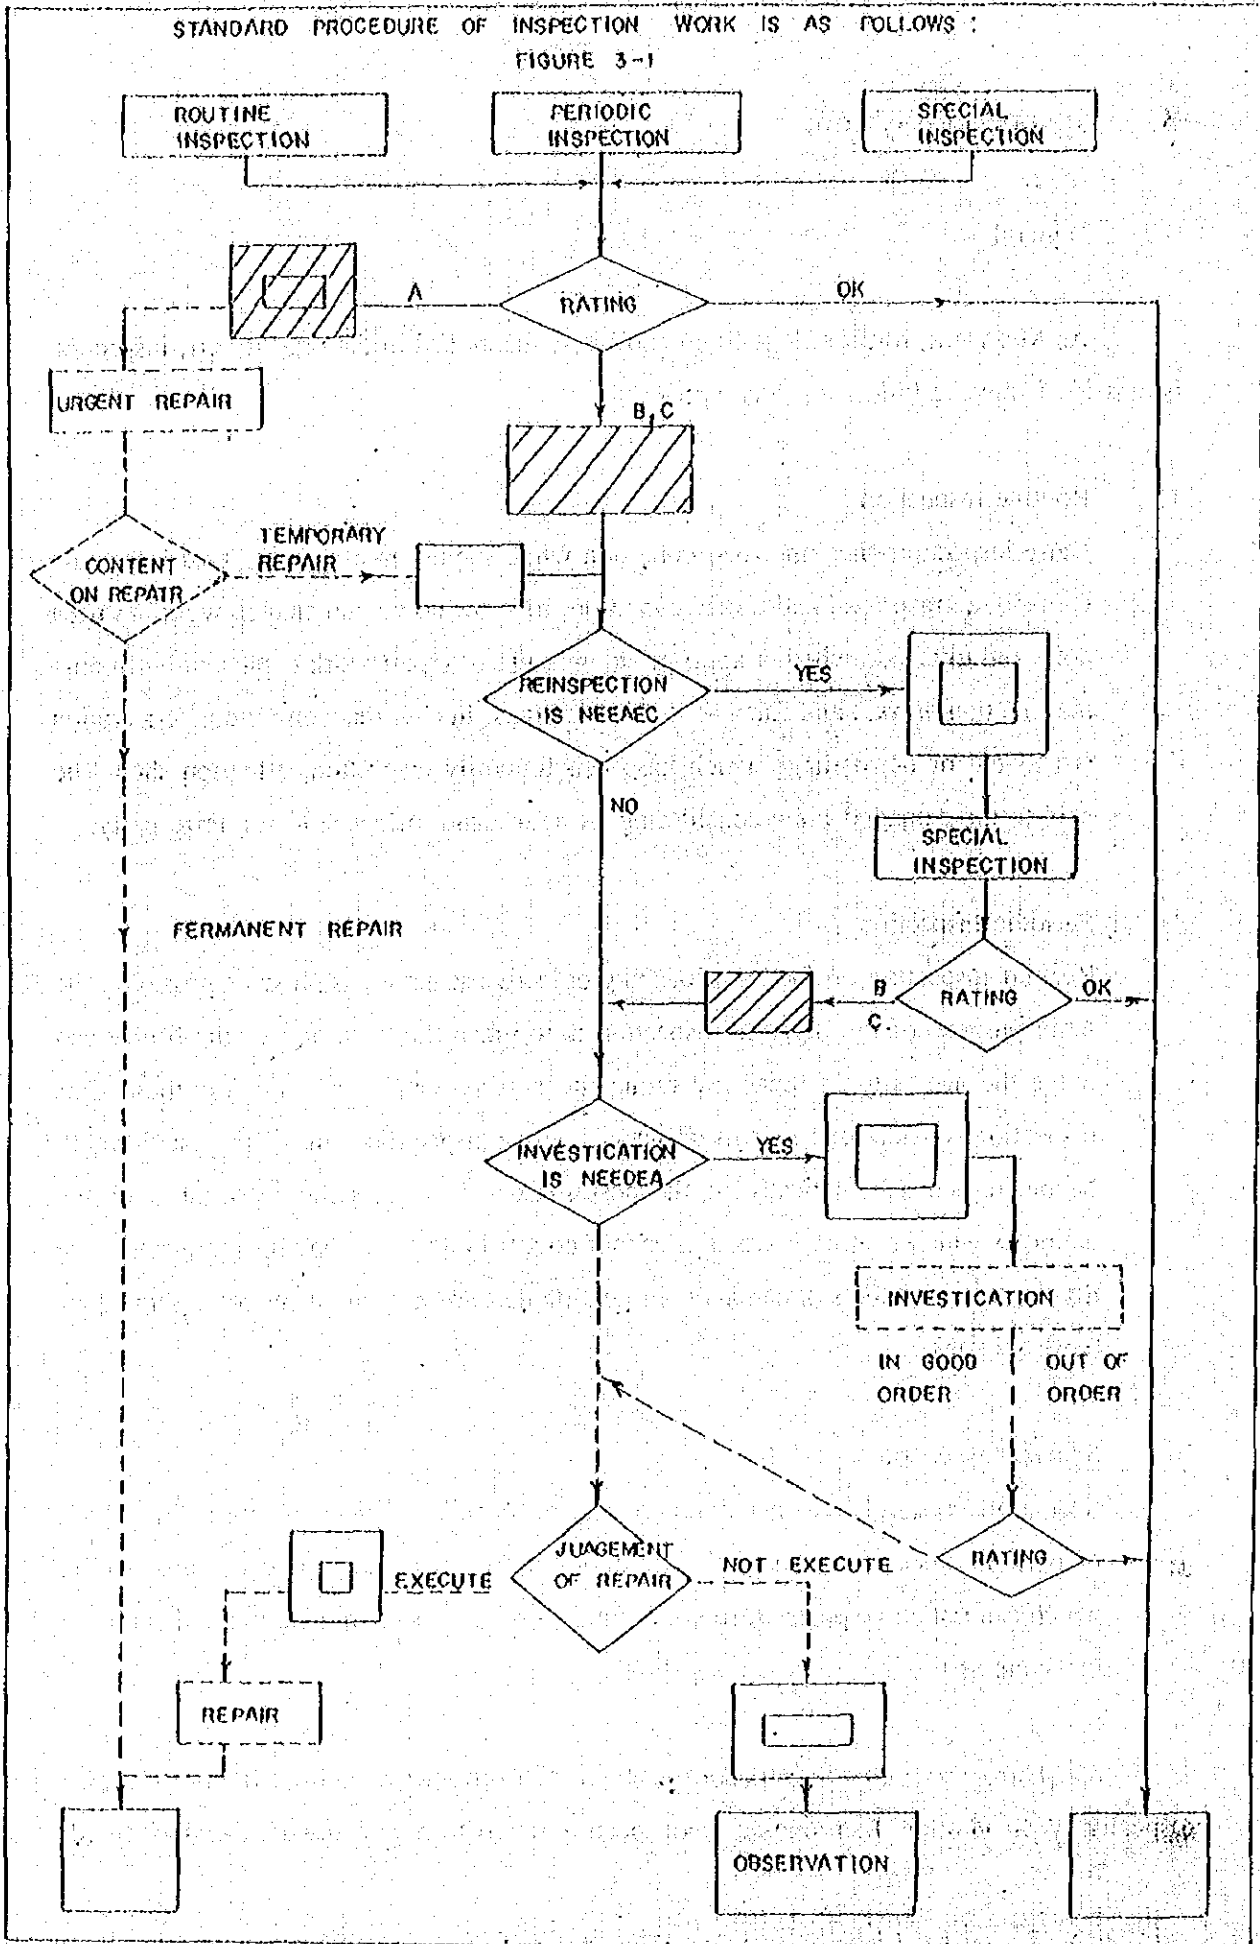 STANDARD PROCEDURE OF INSPECTION WORK IS AS FOLLOWS :
FIGURE 3-1
ROUTINE
INSPECTION
PERIODIC
INSPECTION
SPECIAL
INSPECTION
A
RATING
OK
URGENT REPAIR
B,C
TEMPORARY
REPAIR
CONTENT
ON REPAIR
REINSPECTION
IS NEEAEC
YES
NO
SPECIAL
INSPECTION
FERMANENT REPAIR
B
C.
RATING
OK
INVESTICATION
IS NEEDEA
YES
INVESTICATION
IN GOOD
ORDER
OUT OF
ORDER
JUAGEMENT
OF REPAIR
EXECUTE
NOT EXECUTE
RATING
REPAIR
OBSERVATION